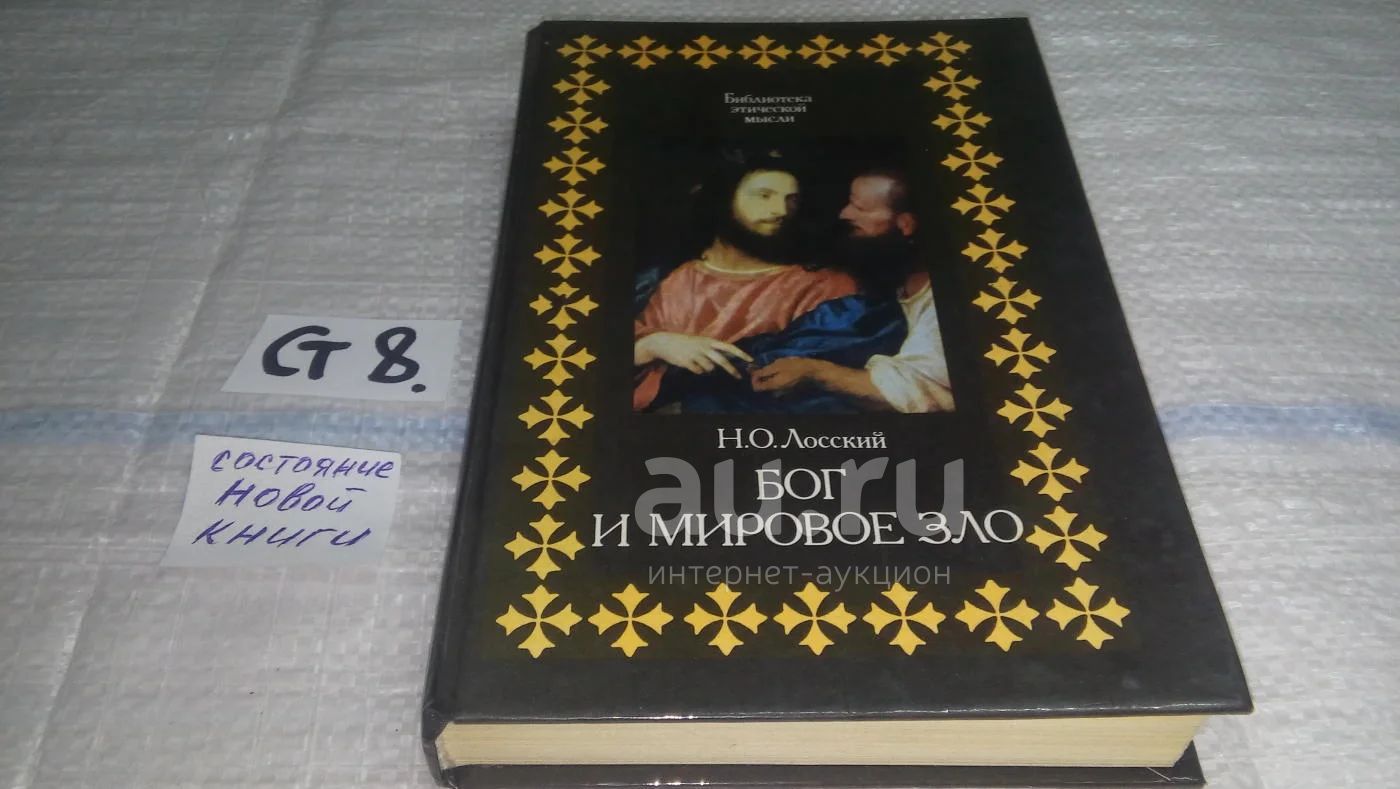 Библиотека
этической
мысли
Н.О. Лосский
БОГ
И МИРОВОЕ ЗЛО
au.ru
интернет-аукцион
СТ 8.
состояние
новой
книги